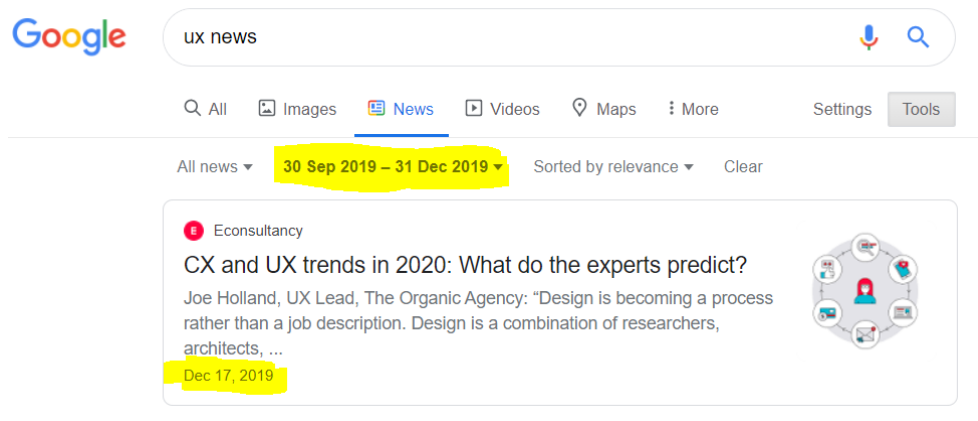 Google
ux news
All Images News Videos Maps More Settings Tools
All news 30 Sep 2019 – 31 Dec 2019 Sorted by relevance Clear
E Econsultancy
CX and UX trends in 2020: What do the experts predict?
Joe Holland, UX Lead, The Organic Agency: “Design is becoming a process
rather than a job description. Design is a combination of researchers,
architects, ...
Dec 17, 2019